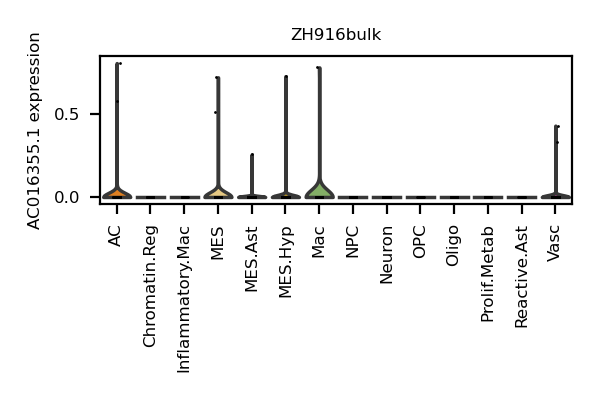 ZH916bulk
AC016355.1 expression
0.5
0.0
AC
Chromatin.Reg
Inflammatory.Mac
MES
MES.Ast
MES.Hyp
Mac
NPC
Neuron
OPC
Oligo
Prolif.Metab
Reactive.Ast
Vasc